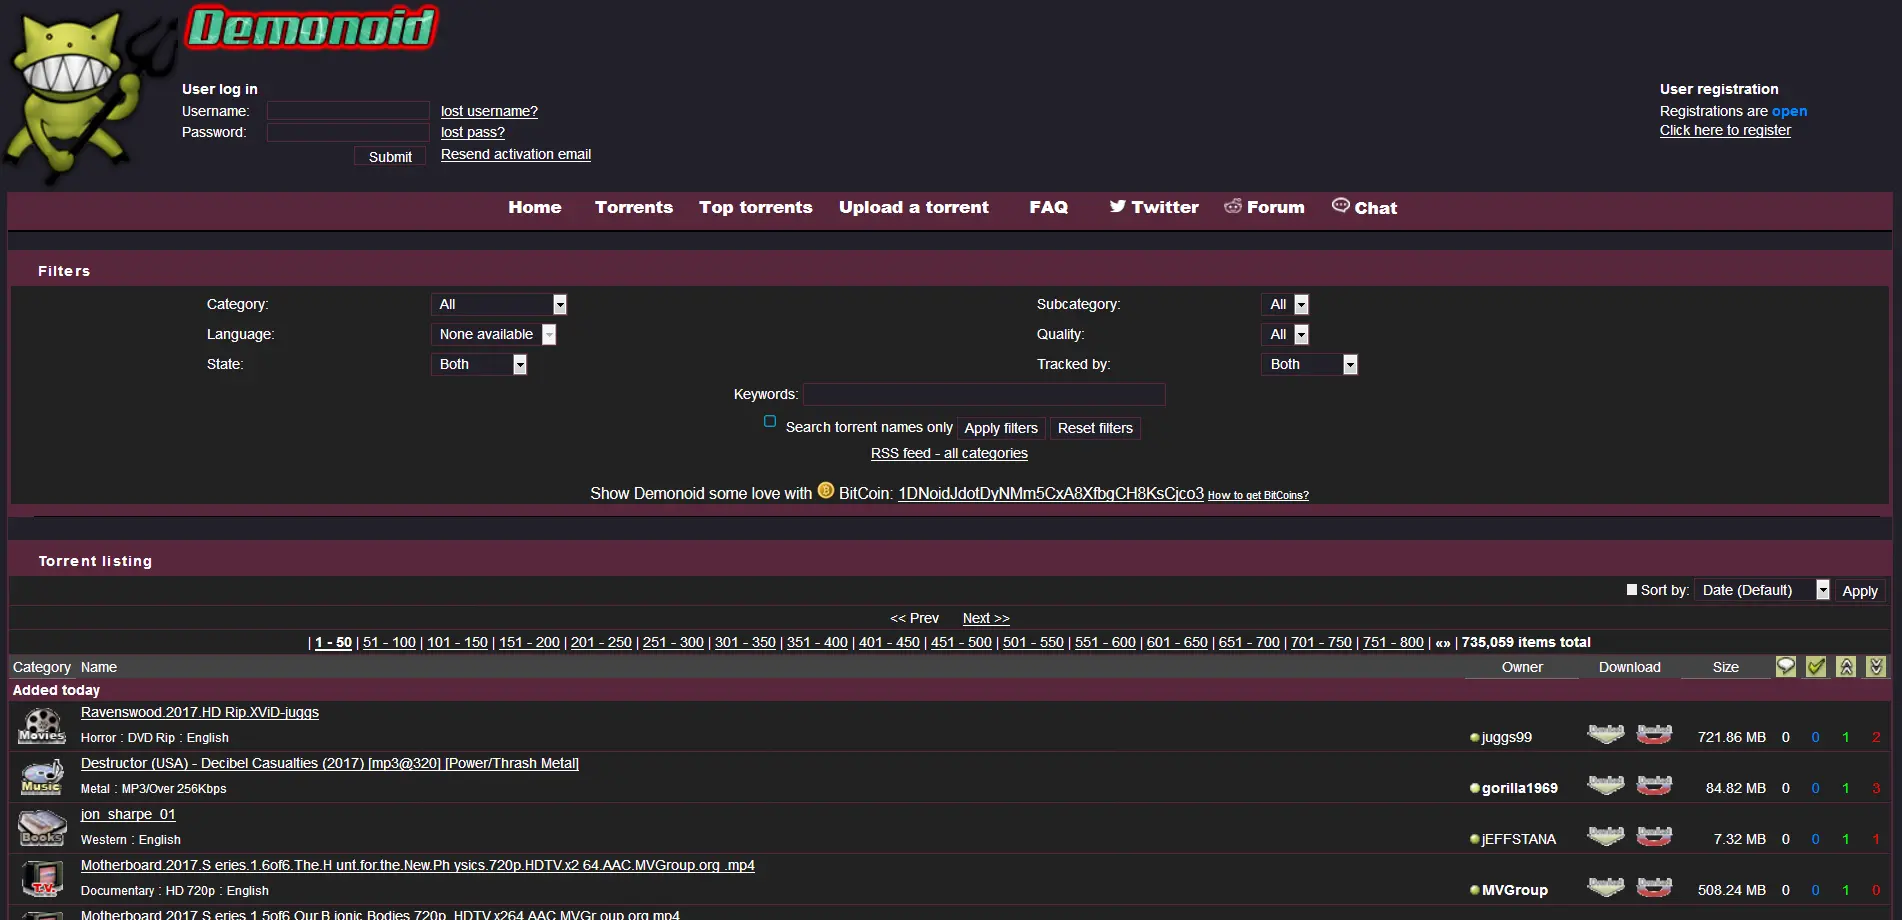 Demonoid
User log in
Username: lost username?
Password: lost pass?
Submit Resend activation email
User registration
Registrations are open
Click here to register
Home Torrents Top torrents Upload a torrent FAQ Twitter Forum Chat
Filters
Category: All Subcategory: All
Language: None available Quality: All
State: Both Tracked by: Both
Keywords:
Search torrent names only Apply filters Reset filters
RSS feed - all categories
Show Demonoid some love with BitCoin: 1DNoidJdotDyNMm5CxA8XfbgCH8KsCjco3 How to get BitCoins?
Torrent listing
Sort by: Date (Default) Apply
<< Prev Next >>
| 1 - 50 | 51 - 100 | 101 - 150 | 151 - 200 | 201 - 250 | 251 - 300 | 301 - 350 | 351 - 400 | 401 - 450 | 451 - 500 | 501 - 550 | 551 - 600 | 601 - 650 | 651 - 700 | 701 - 750 | 751 - 800 | «» | 735,059 items total
Category Name Owner Download Size
Added today
Movies Ravenswood.2017.HD Rip.XViD-juggs
Horror : DVD Rip : English juggs99 721.86 MB 0 0 1 2
Music Destructor (USA) - Decibel Casualties (2017) [mp3@320] [Power/Thrash Metal]
Metal : MP3/Over 256Kbps gorilla1969 84.82 MB 0 0 1 3
Books jon_sharpe_01
Western : English jEFFSTANA 7.32 MB 0 0 1 1
T.V. Motherboard.2017.S eries.1.6of6.The.H unt.for.the.New.Ph ysics.720p.HDTV.x2 64.AAC.MVGroup.org .mp4
Documentary : HD 720p : English MVGroup 508.24 MB 0 0 1 0
Motherboard.2017.S eries.1.5of6.Our.B ionic.Bodies.720p. HDTV.x264.AAC.MVGr oup.org.mp4